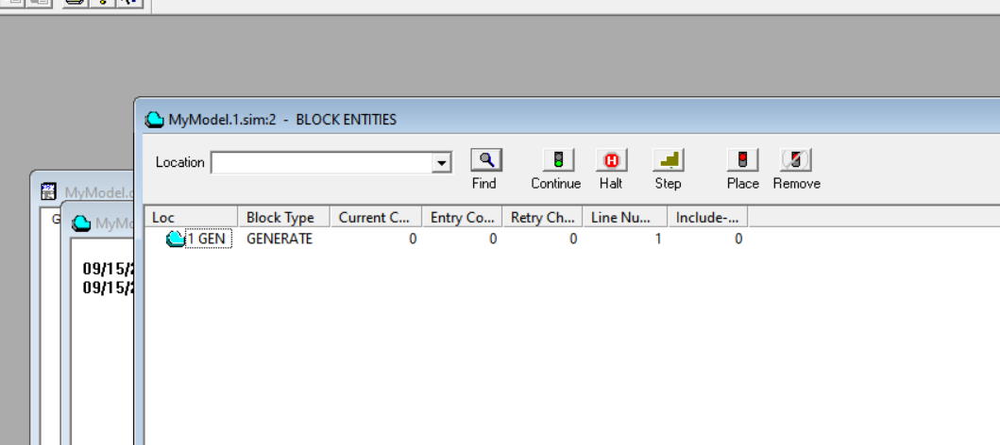 MyModel.1.sim:2 - BLOCK ENTITIES
Location
Find Continue Halt Step Place Remove
MyModel.
MyMo
Loc Block Type Current C... Entry Co... Retry Ch... Line Nu... Include-...
1 GEN GENERATE 0 0 0 1 0
G
09/15/2
09/15/2